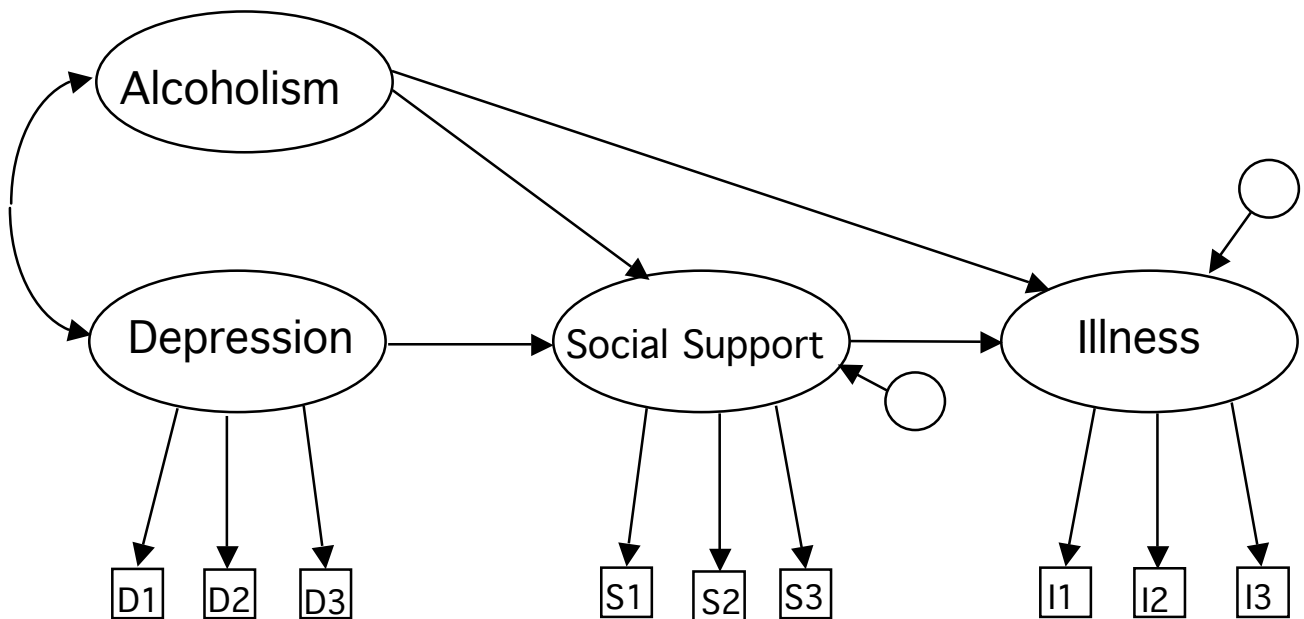 Alcoholism
Depression
Social Support
Illness
D1
D2
D3
S1
S2
S3
I1
I2
I3